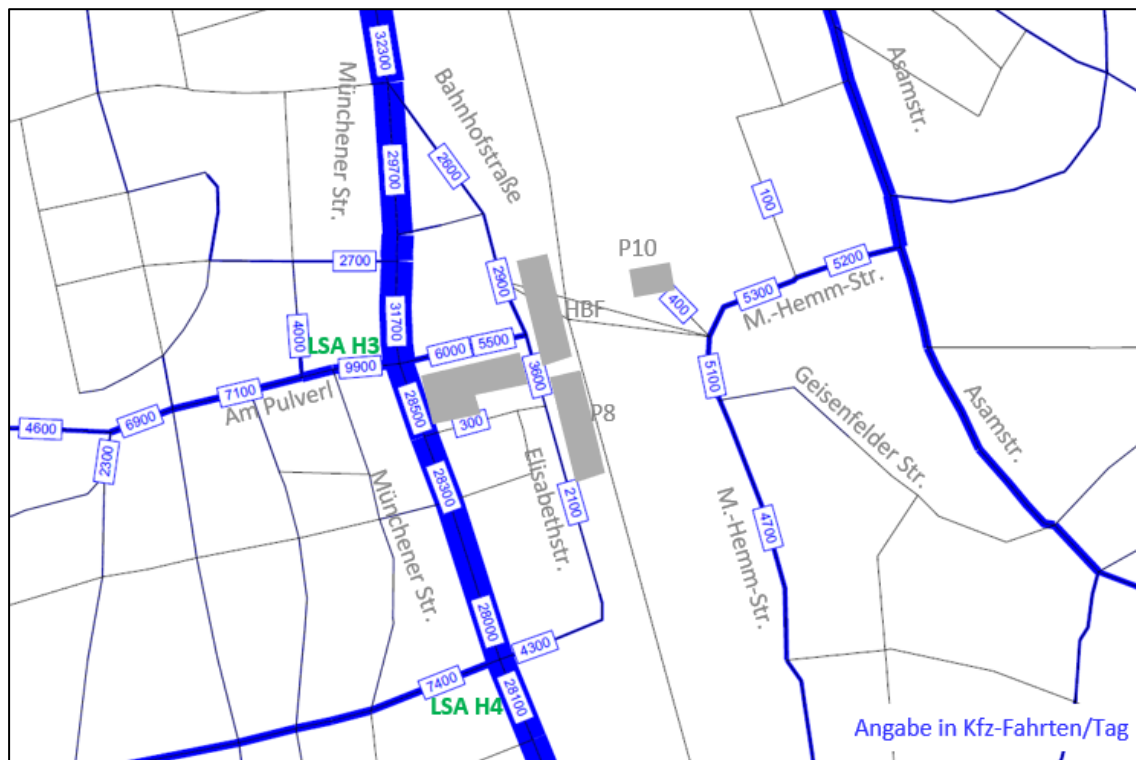 32300
Münchener Str.
Bahnhofstraße
Asamstr.
29700
2600
100
P10
5200
2700
2900
400
5300
M.-Hemm-Str.
HBF
31700
4000
LSA H3
6000
5500
9900
7100
Am Pulverl
3600
5100
28500
300
P8
Geisenfelder Str.
Asamstr.
6900
4600
2300
28300
Elisabethstr.
2100
4700
Münchener Str.
M.-Hemm-Str.
28000
4300
7400
28100
LSA H4
Angabe in Kfz-Fahrten/Tag